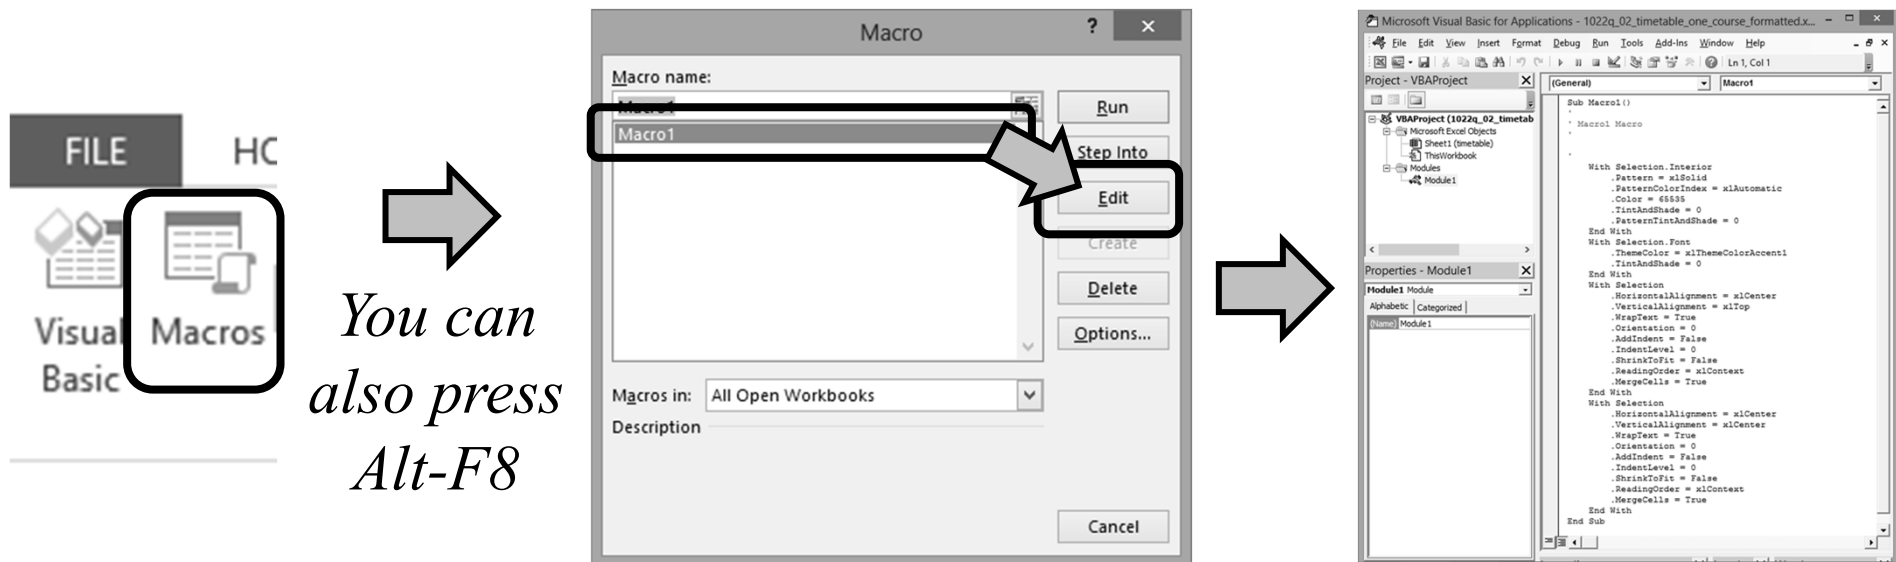 FILE
HO
Visual
Basic
Macros
You can
also press
Alt-F8
Macro
?
Macro name:
Macro1
Macro1
Run
Step Into
Edit
Create
Delete
Options...
Macros in:
All Open Workbooks
Description
Cancel
Microsoft Visual Basic for Applications - 1022q_02_timetable_one_course_formatted.x...
File Edit View Insert Format Debug Run Tools Add-Ins Window Help
Ln 1, Col 1
Project - VBAProject
VBAProject (1022q_02_timetab
Microsoft Excel Objects
Sheet1 (timetable)
ThisWorkbook
Modules
Module1
Properties - Module1
Module1 Module
Alphabetic Categorized
(Name) Module1
(General)
Macro1
Sub Macro1()
'
' Macro1 Macro
'
'
With Selection.Interior
.Pattern = xlSolid
.PatternColorIndex = xlAutomatic
.Color = 65535
.TintAndShade = 0
.PatternTintAndShade = 0
End With
With Selection.Font
.ThemeColor = xlThemeColorAccent1
.TintAndShade = 0
End With
With Selection
.HorizontalAlignment = xlCenter
.VerticalAlignment = xlTop
.WrapText = True
.Orientation = 0
.AddIndent = False
.IndentLevel = 0
.ShrinkToFit = False
.ReadingOrder = xlContext
.MergeCells = True
End With
With Selection
.HorizontalAlignment = xlCenter
.VerticalAlignment = xlCenter
.WrapText = True
.Orientation = 0
.AddIndent = False
.IndentLevel = 0
.ShrinkToFit = False
.ReadingOrder = xlContext
.MergeCells = True
End With
End Sub